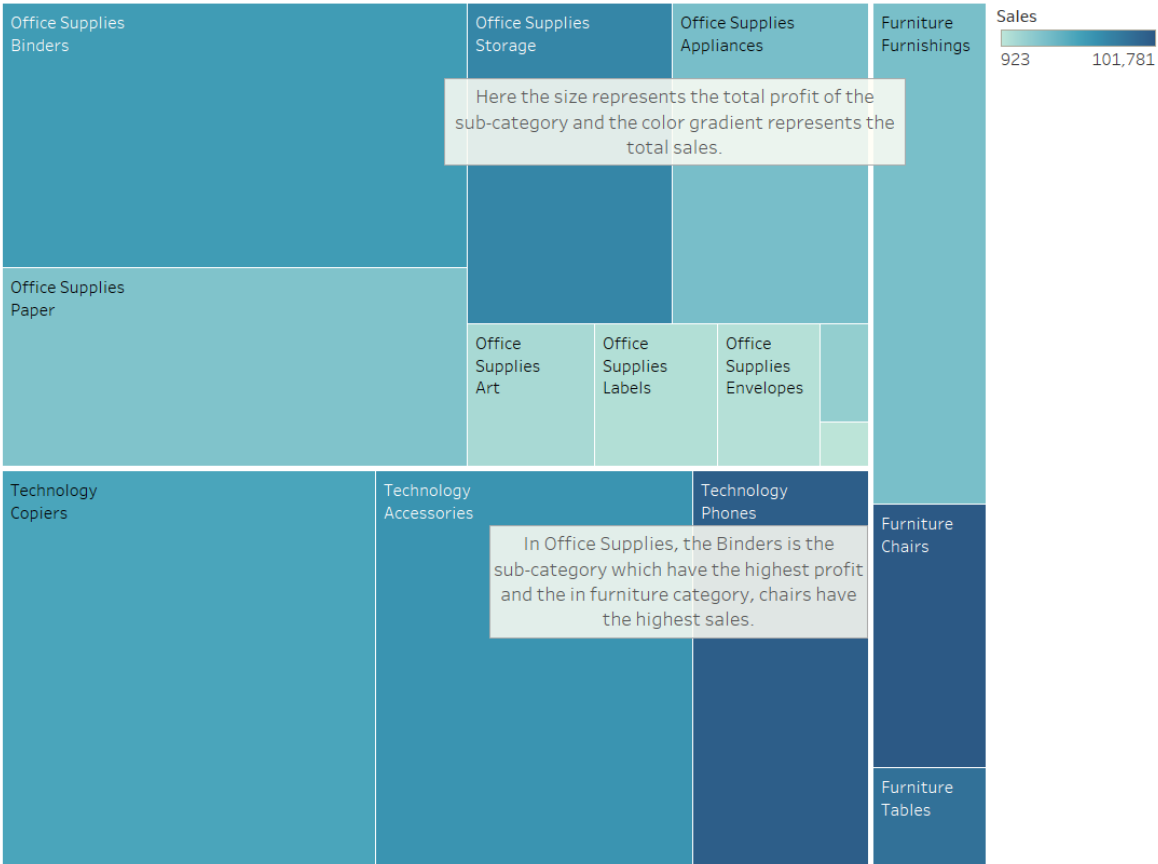 Office Supplies
Binders
Office Supplies
Storage
Office Supplies
Appliances
Furniture
Furnishings
Sales
923
101,781
Here the size represents the total profit of the
sub-category and the color gradient represents the
total sales.
Office Supplies
Paper
Office
Supplies
Art
Office
Supplies
Labels
Office
Supplies
Envelopes
Technology
Copiers
Technology
Accessories
Technology
Phones
In Office Supplies, the Binders is the
sub-category which have the highest profit
and the in furniture category, chairs have
the highest sales.
Furniture
Chairs
Furniture
Tables